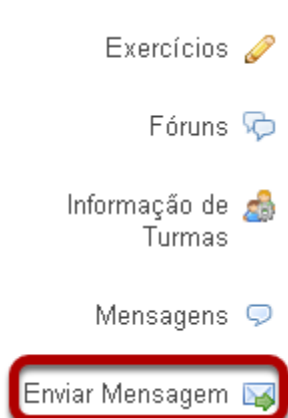 Exercícios
Fóruns
Informação de
Turmas
Mensagens
Enviar Mensagem